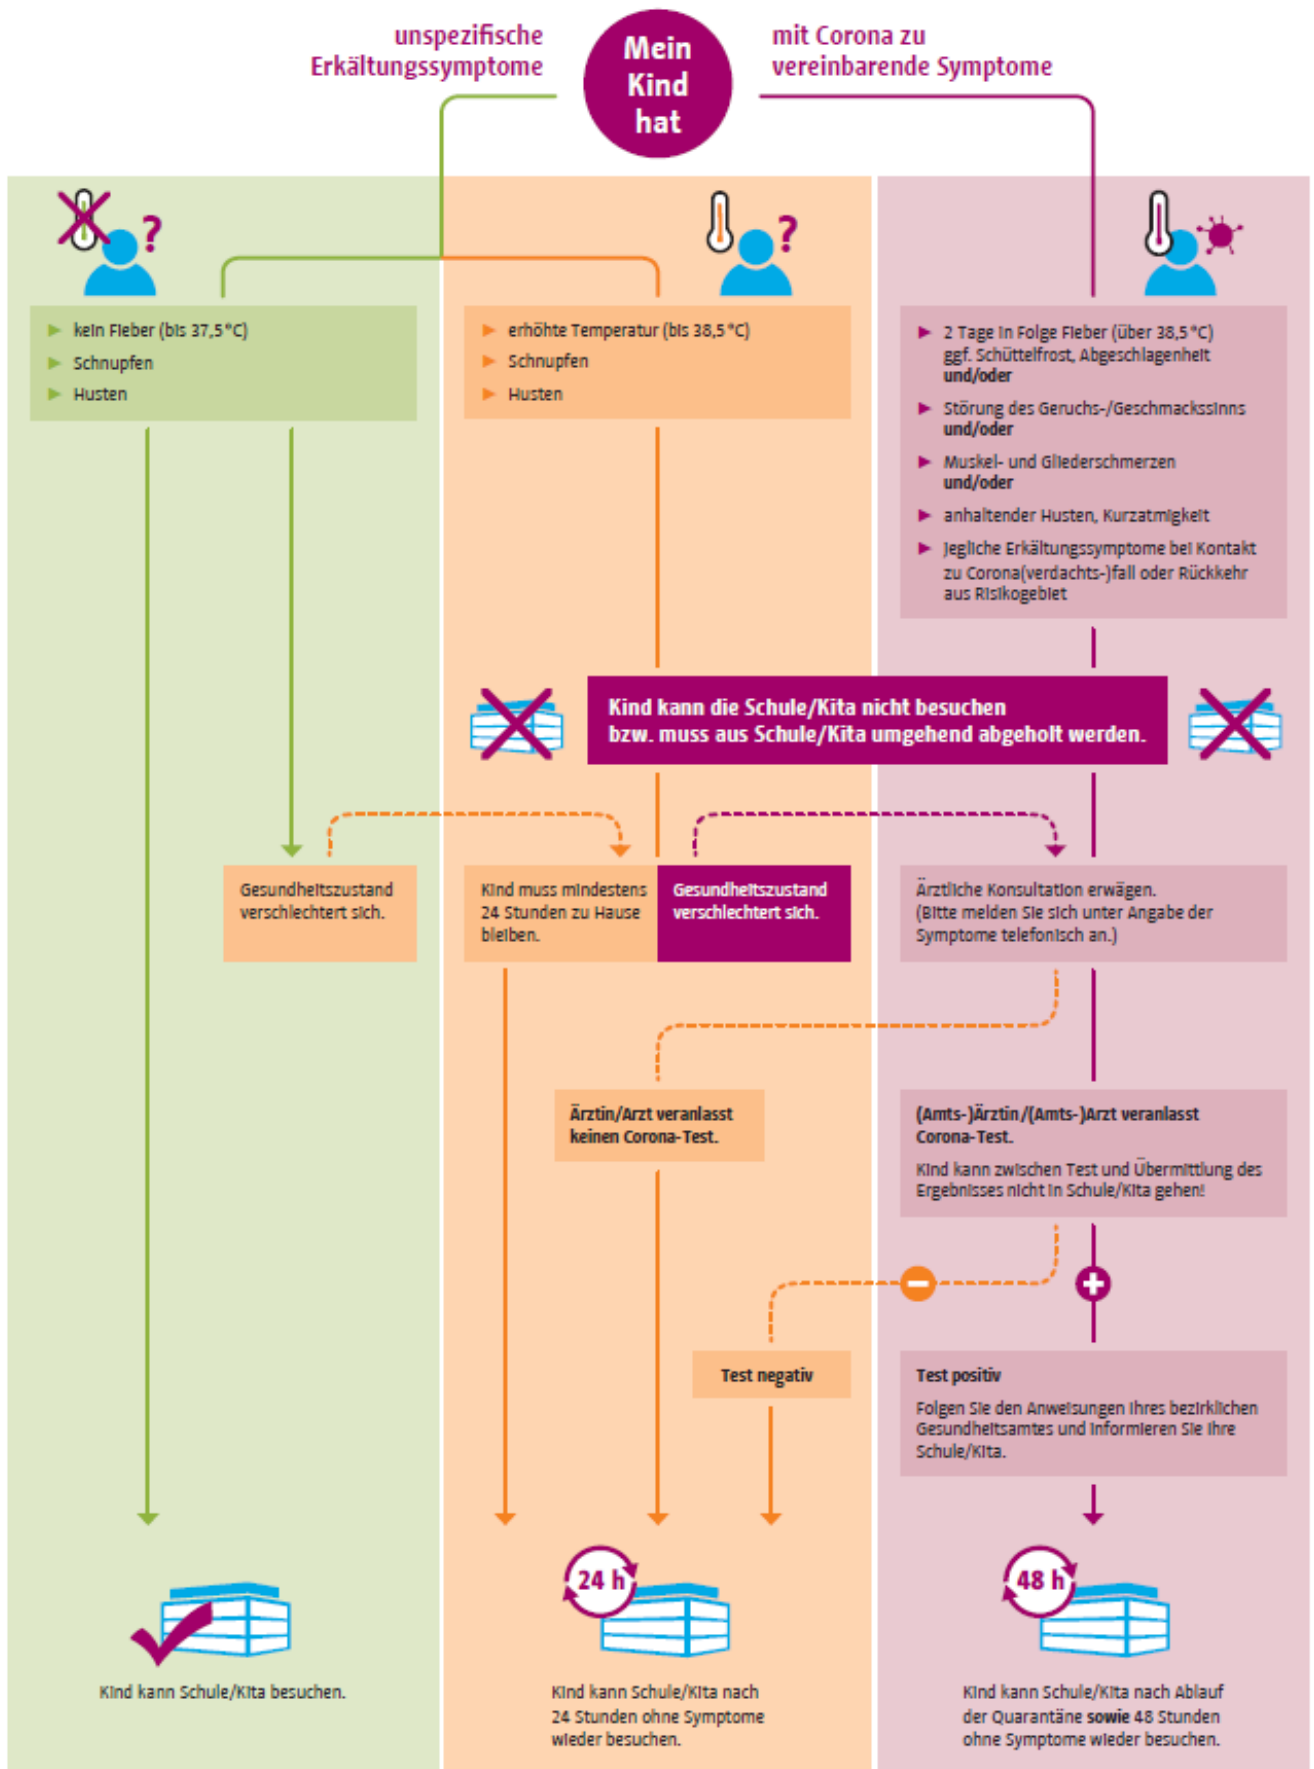 unspezifische
Erkältungssymptome
Mein
Kind
hat
mit Corona zu
vereinbarende Symptome
?
?
kein Fieber (bis 37,5 °C)
Schnupfen
Husten
erhöhte Temperatur (bis 38,5 °C)
Schnupfen
Husten
2 Tage in Folge Fieber (über 38,5 °C)
ggf. Schüttelfrost, Abgeschlagenheit
und/oder
Störung des Geruchs-/Geschmackssinns
und/oder
Muskel- und Gliederschmerzen
und/oder
anhaltender Husten, Kurzatmigkeit
Jegliche Erkältungssymptome bei Kontakt
zu Corona(verdachts-)fall oder Rückkehr
aus Risikogebiet
Kind kann die Schule/Kita nicht besuchen
bzw. muss aus Schule/Kita umgehend abgeholt werden.
Gesundheitszustand
verschlechtert sich.
Kind muss mindestens
24 Stunden zu Hause
bleiben.
Gesundheitszustand
verschlechtert sich.
Ärztliche Konsultation erwägen.
(Bitte melden Sie sich unter Angabe der
Symptome telefonisch an.)
Ärztin/Arzt veranlasst
keinen Corona-Test.
(Amts-)Ärztin/(Amts-)Arzt veranlasst
Corona-Test.
Kind kann zwischen Test und Übermittlung des
Ergebnisses nicht in Schule/Kita gehen!
Test negativ
Test positiv
Folgen Sie den Anweisungen Ihres bezirklichen
Gesundheitsamtes und informieren Sie Ihre
Schule/Kita.
24 h
48 h
Kind kann Schule/Kita besuchen.
Kind kann Schule/Kita nach
24 Stunden ohne Symptome
wieder besuchen.
Kind kann Schule/Kita nach Ablauf
der Quarantäne sowie 48 Stunden
ohne Symptome wieder besuchen.